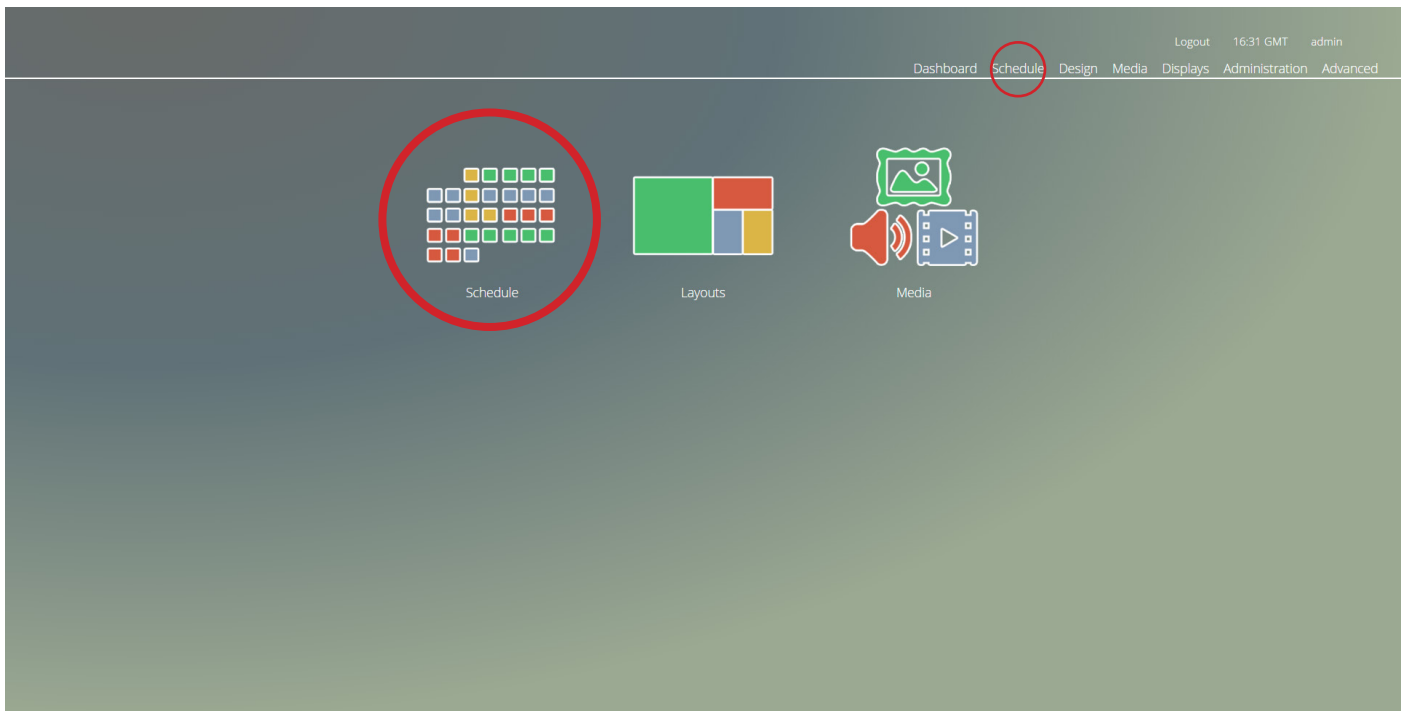 Logout 16:31 GMT admin
Dashboard Schedule Design Media Displays Administration Advanced
Schedule Layouts Media